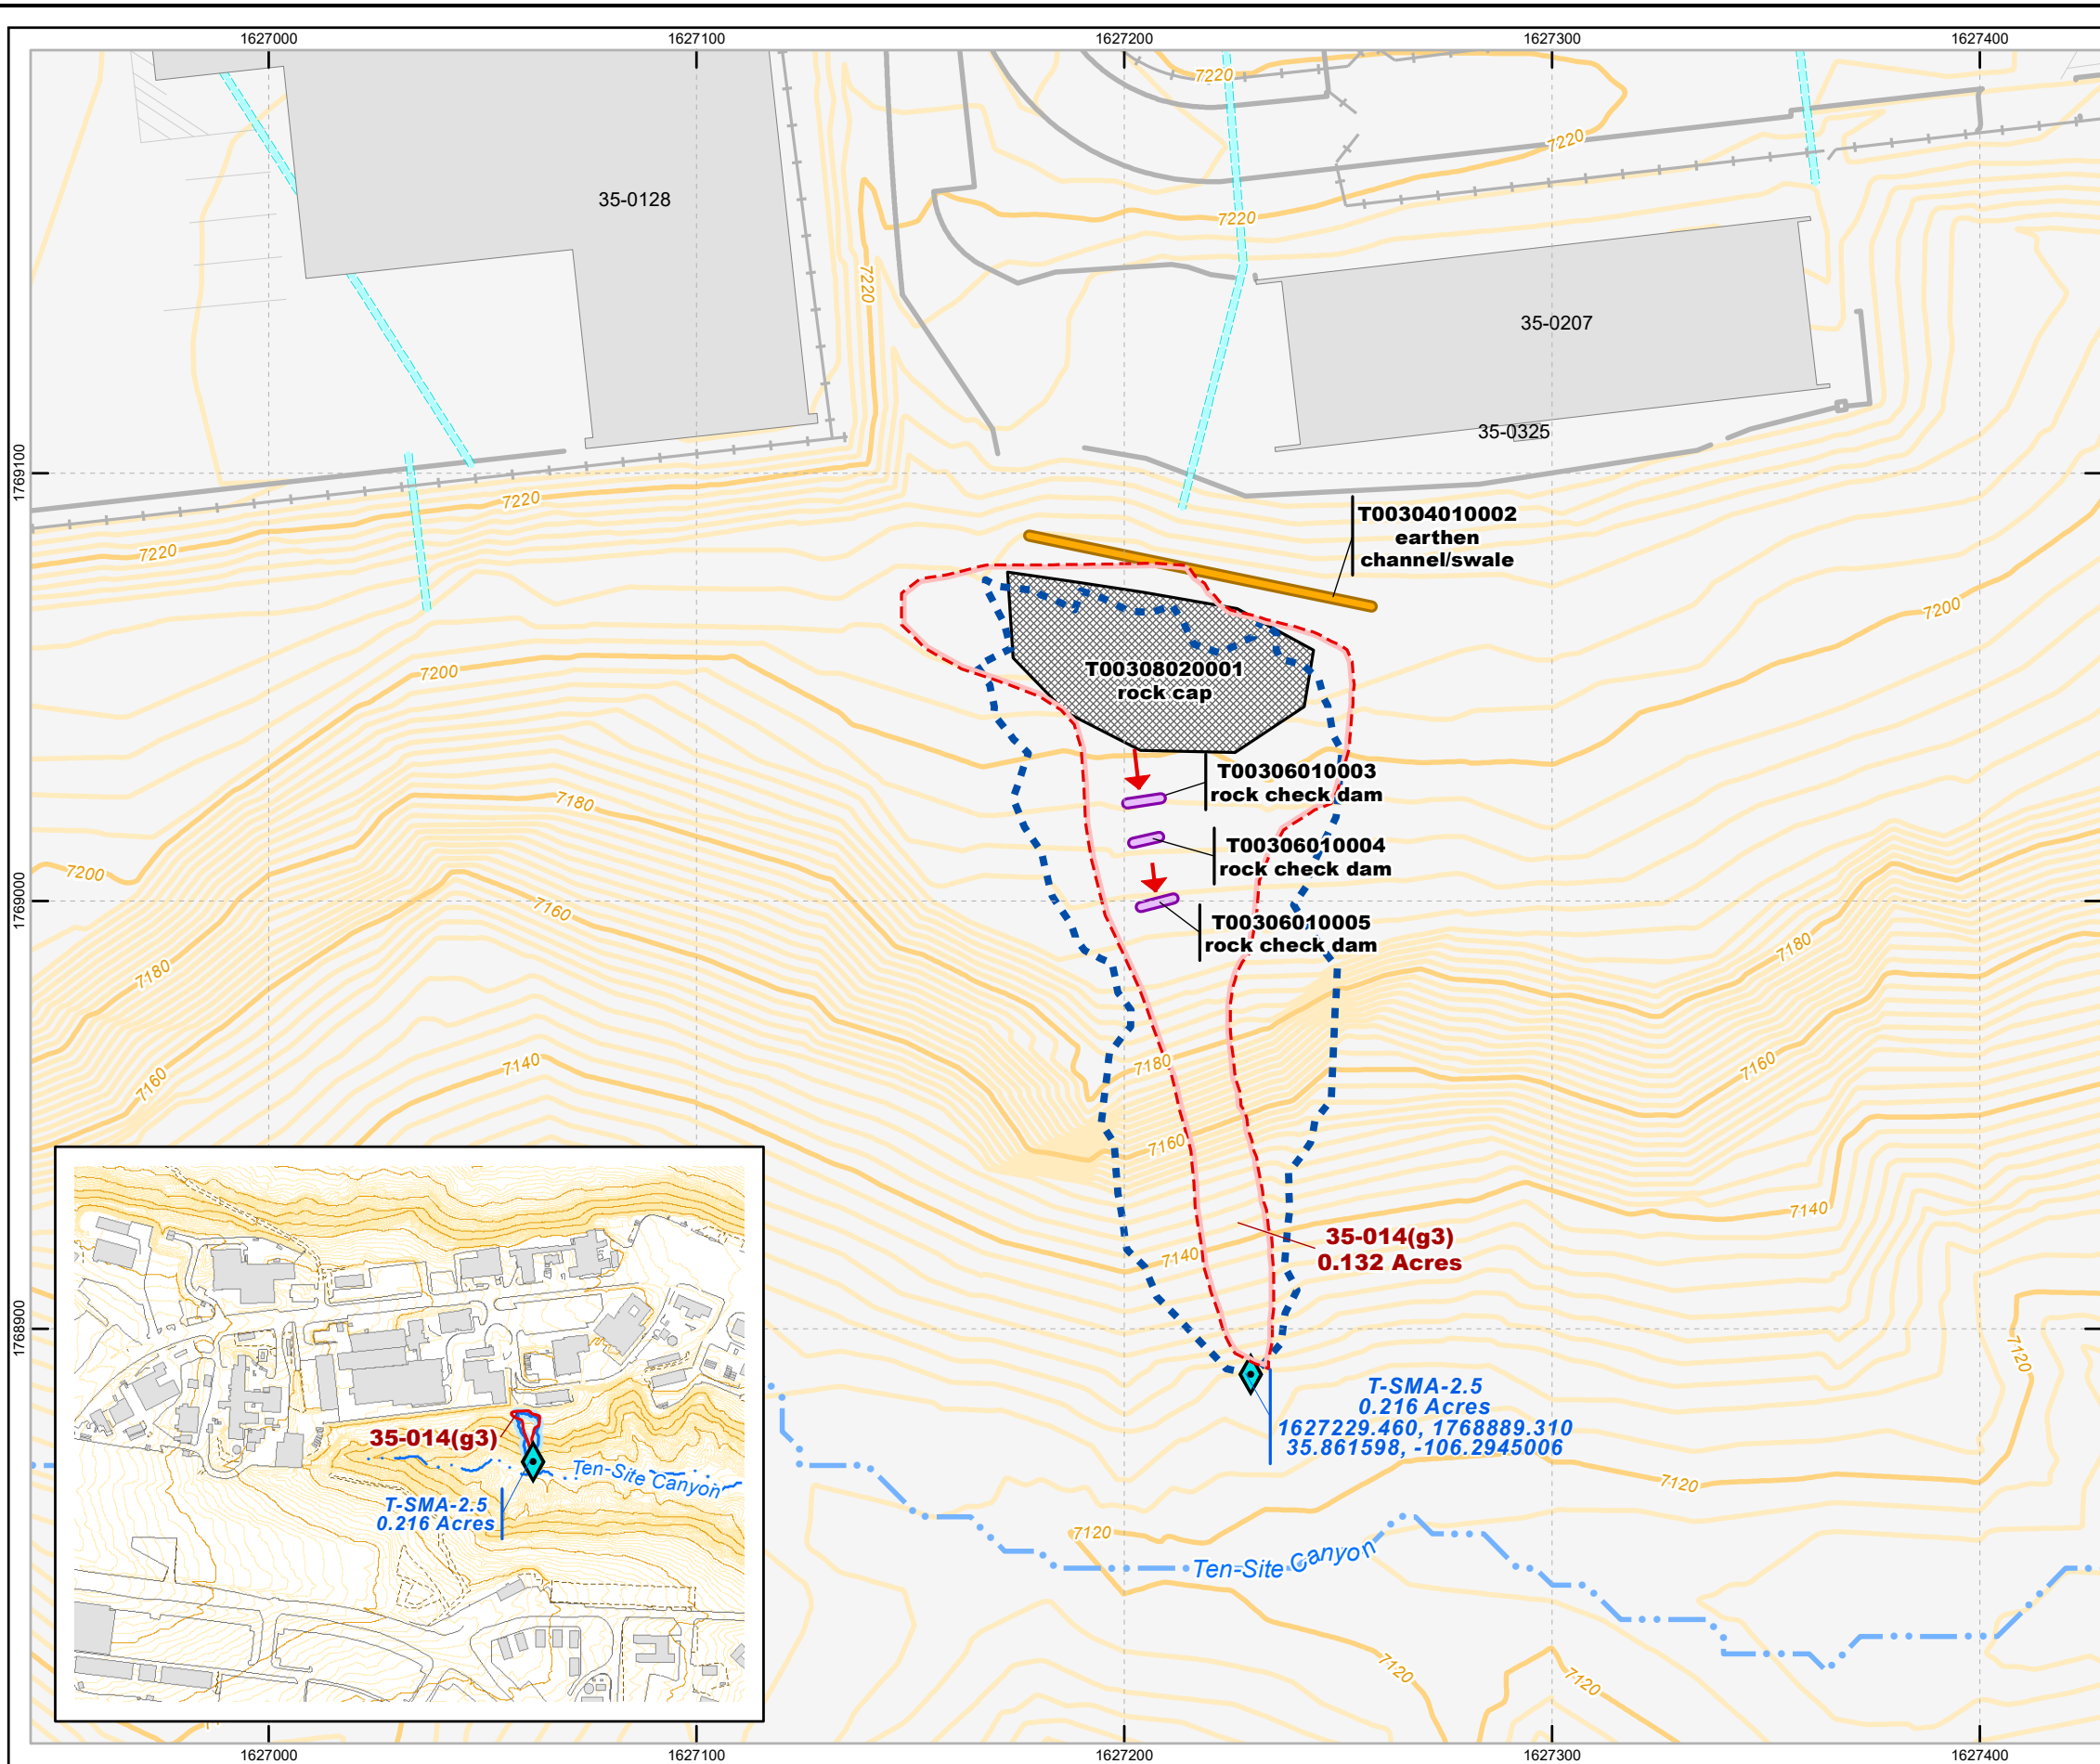 1627000
1627100
1627200
1627300
1627400
7220
7220
35-0128
7220
7220
35-0207
35-0325
1769100
7220
T00304010002
earthen
channel/swale
7220
7200
7200
T00308020001
rock cap
T00306010003
rock check dam
7180
T00306010004
rock check dam
7200
1769000
7160
T00306010005
rock check dam
7180
7180
7140
7180
7160
7160
7160
7140
35-014(g3)
0.132 Acres
7140
1768900
7120
T-SMA-2.5
0.216 Acres
1627229.460, 1768889.310
35.861598, -106.2945006
35-014(g3)
Ten-Site Canyon
T-SMA-2.5
0.216 Acres
7120
7120
Ten-Site Canyon
7120
7120
1627000
1627100
1627200
1627300
1627400